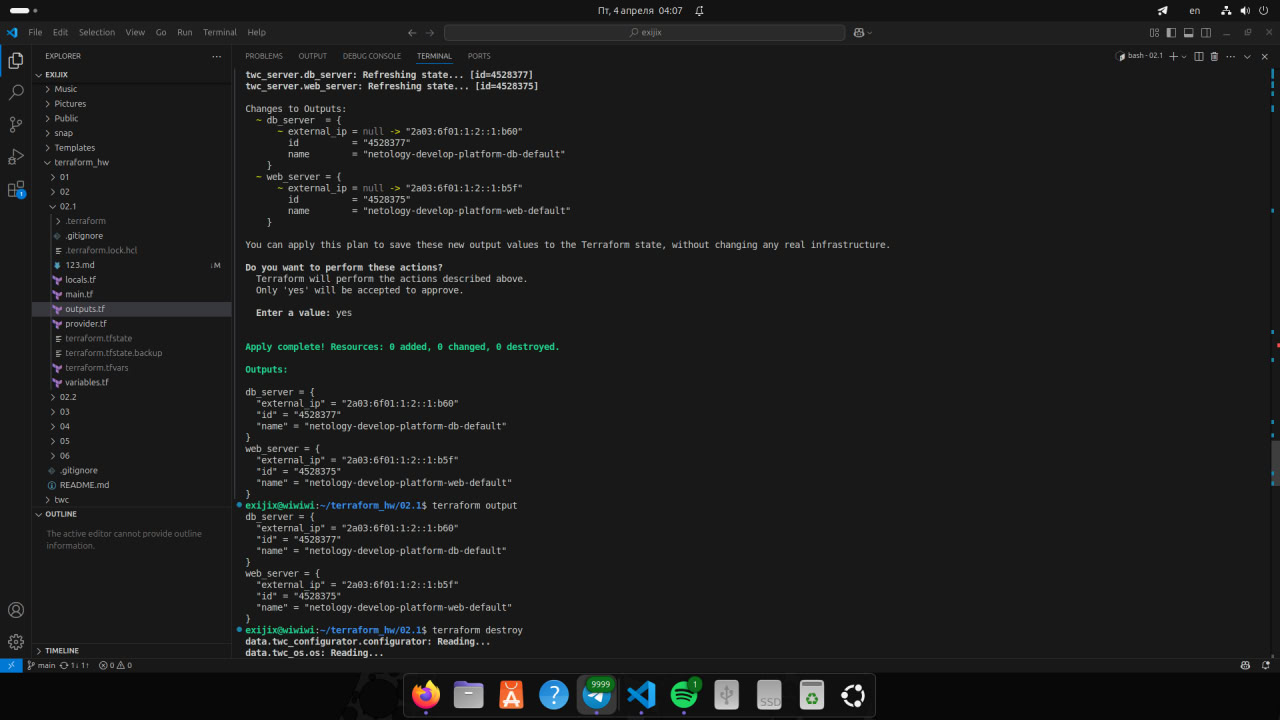 Пт, 4 апреля 04:07
en
File Edit Selection View Go Run Terminal Help
exijix
EXPLORER
EXIJIX
Music
Pictures
Public
snap
Templates
terraform_hw
01
02
02.1
.terraform
.gitignore
.terraform.lock.hcl
123.md
↓M
locals.tf
main.tf
outputs.tf
provider.tf
terraform.tfstate
terraform.tfstate.backup
terraform.tfvars
variables.tf
02.2
03
04
05
06
.gitignore
README.md
twc
OUTLINE
The active editor cannot provide outline
information.
TIMELINE
1
PROBLEMS OUTPUT DEBUG CONSOLE TERMINAL PORTS
bash - 02.1
twc_server.db_server: Refreshing state... [id=4528377]
twc_server.web_server: Refreshing state... [id=4528375]
Changes to Outputs:
~ db_server = {
~ external_ip = null -> "2a03:6f01:1:2::1:b60"
id = "4528377"
name = "netology-develop-platform-db-default"
}
~ web_server = {
~ external_ip = null -> "2a03:6f01:1:2::1:b5f"
id = "4528375"
name = "netology-develop-platform-web-default"
}
You can apply this plan to save these new output values to the Terraform state, without changing any real infrastructure.
Do you want to perform these actions?
Terraform will perform the actions described above.
Only 'yes' will be accepted to approve.
Enter a value: yes
Apply complete! Resources: 0 added, 0 changed, 0 destroyed.
Outputs:
db_server = {
"external_ip" = "2a03:6f01:1:2::1:b60"
"id" = "4528377"
"name" = "netology-develop-platform-db-default"
}
web_server = {
"external_ip" = "2a03:6f01:1:2::1:b5f"
"id" = "4528375"
"name" = "netology-develop-platform-web-default"
}
exijix@wiwiwi:~/terraform_hw/02.1$ terraform output
db_server = {
"external_ip" = "2a03:6f01:1:2::1:b60"
"id" = "4528377"
"name" = "netology-develop-platform-db-default"
}
web_server = {
"external_ip" = "2a03:6f01:1:2::1:b5f"
"id" = "4528375"
"name" = "netology-develop-platform-web-default"
}
exijix@wiwiwi:~/terraform_hw/02.1$ terraform destroy
data.twc_configurator.configurator: Reading...
data.twc_os.os: Reading...
main 1↓ 1↑ 0 0
9999
1
SSD